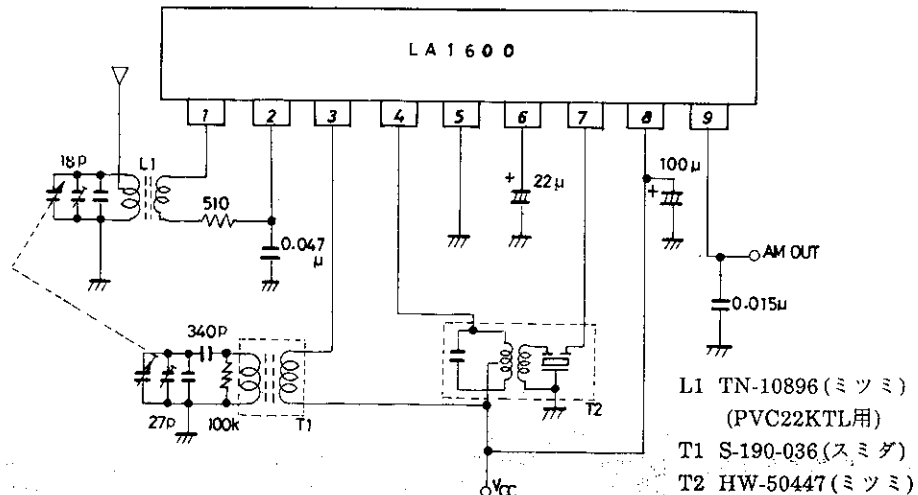 LA1600
1 2 3 4 5 6 7 8 9
18p
L1
510
0.047
μ
+ 22μ
100μ
+
AM OUT
0.015μ
340p
27p
100k
T1
T2
VCC
L1 TN-10896(ミツミ)
(PVC22KTL用)
T1 S-190-036(スミダ)
T2 HW-50447(ミツミ)